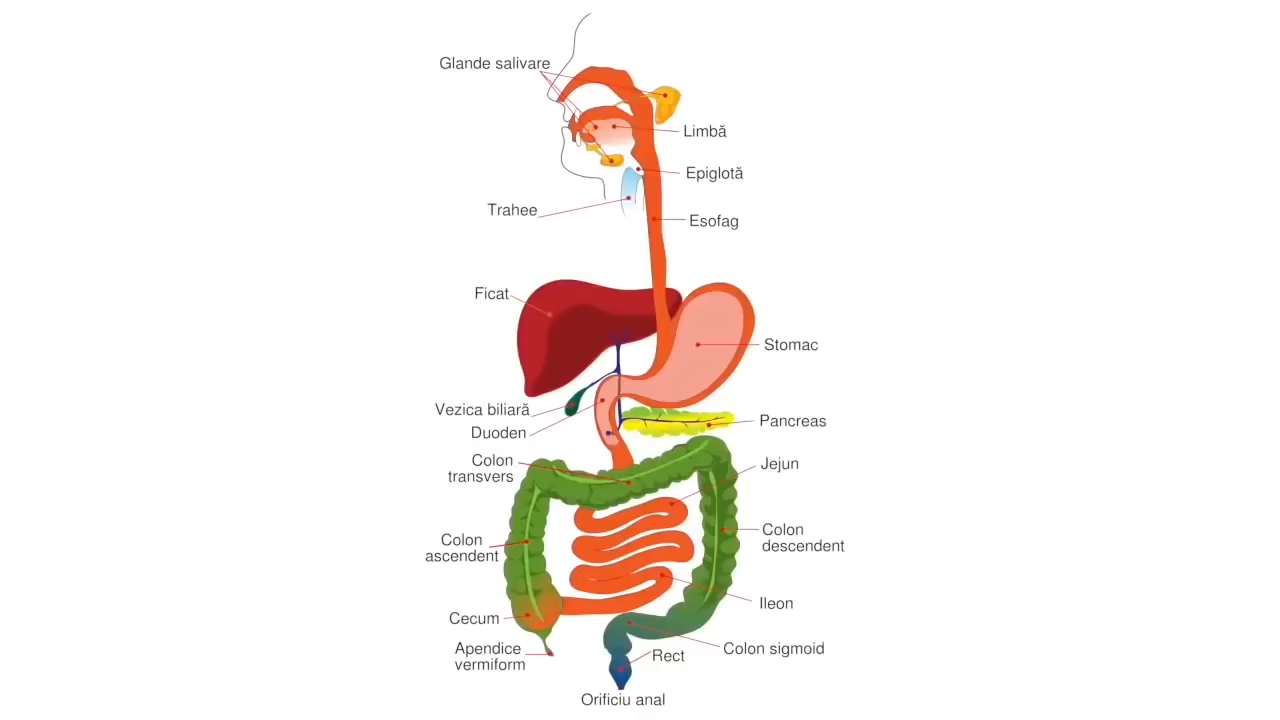 Glande salivare
Limbă
Epiglotă
Trahee
Esofag
Ficat
Stomac
Vezica biliară
Pancreas
Duoden
Colon
transvers
Jejun
Colon
descendent
Colon
ascendent
Ileon
Cecum
Apendice
vermiform
Colon sigmoid
Rect
Orificiu anal